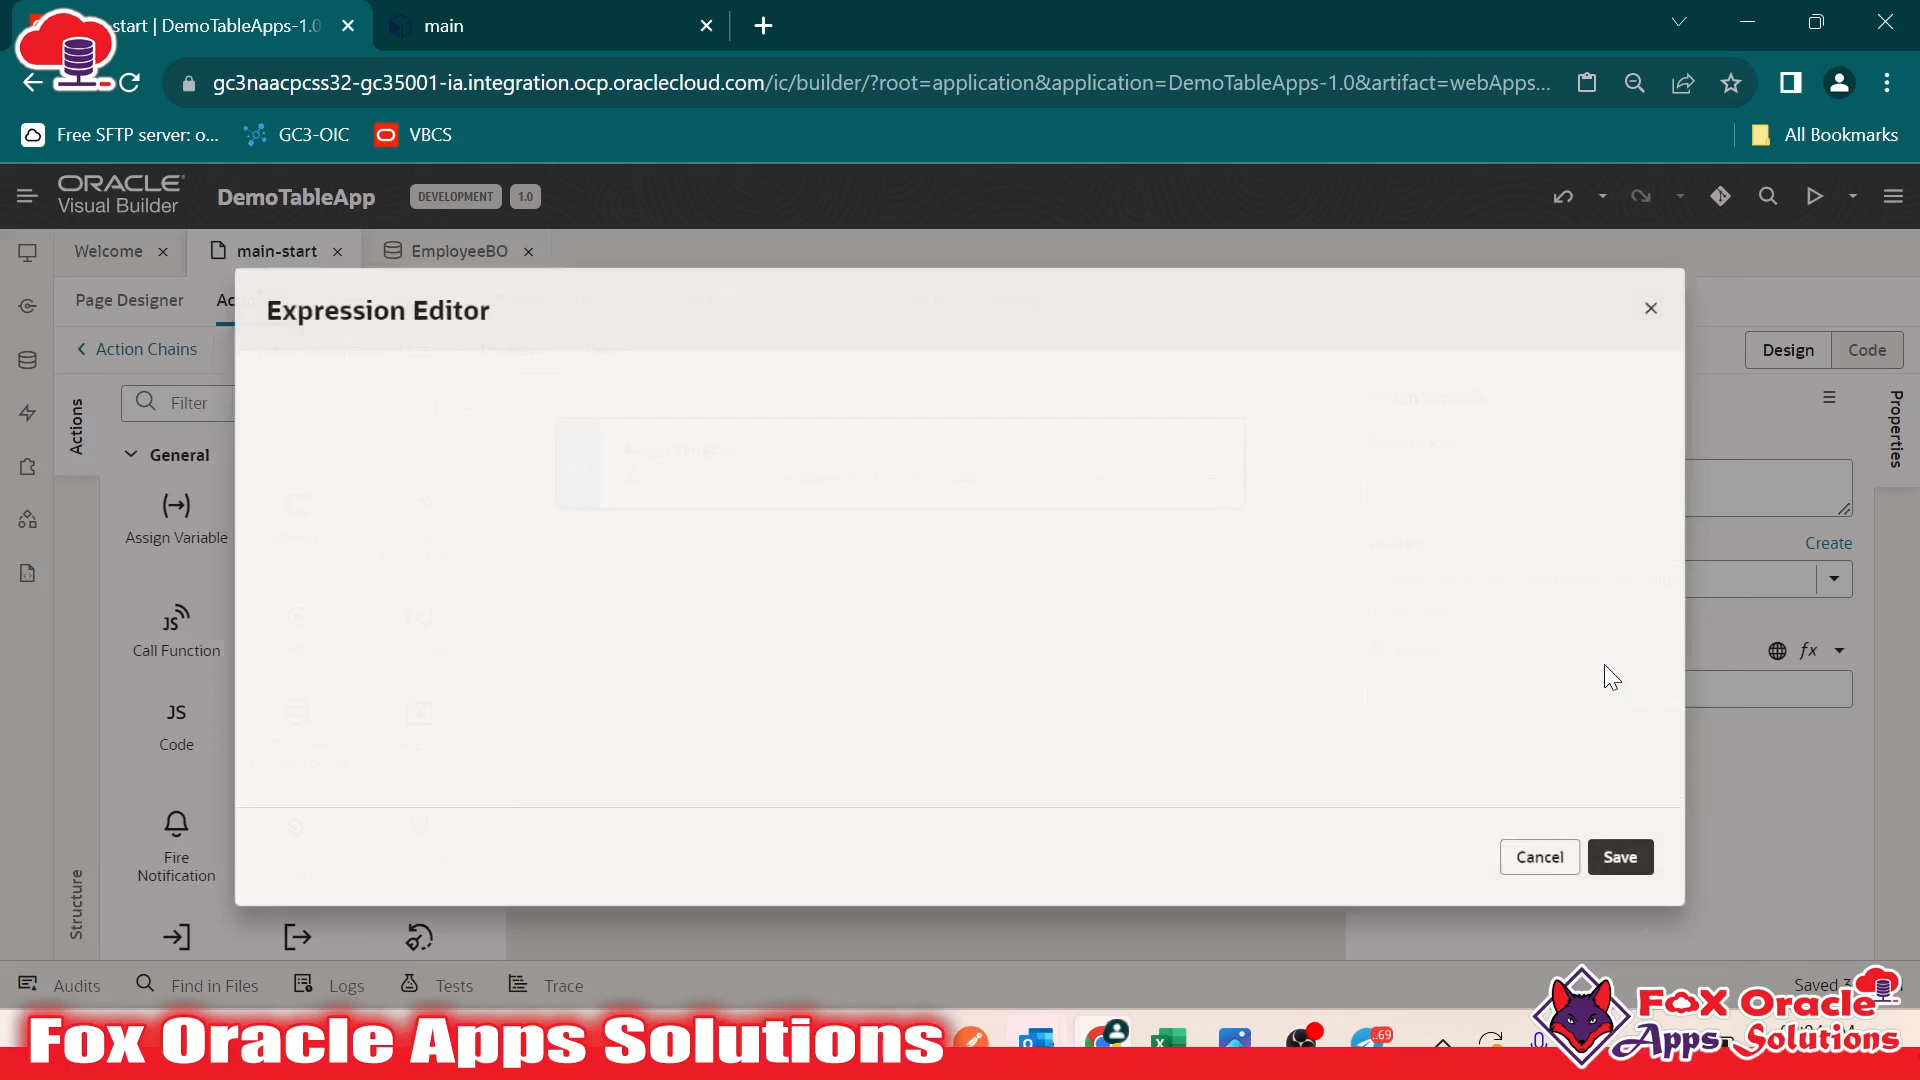 -start | DemoTableApps-1.0
main
gc3naacpcss32-gc35001-ia.integration.ocp.oraclecloud.com/ic/builder/?root=application&application=DemoTableApps-1.0&artifact=webApps...
Free SFTP server: o...
GC3-OIC
VBCS
All Bookmarks
ORACLE
Visual Builder
DemoTableApp
DEVELOPMENT
1.0
Welcome
main-start
EmployeeBO
Page Designer
Action Chains
Design
Code
Expression Editor
Actions
Filter
Properties
General
Assign Variable
Create
Call Function
fx
JS
Code
Fire
Notification
Structure
Cancel
Save
Audits
Find in Files
Logs
Tests
Trace
Saved
Fox Oracle Apps Solutions
69
Fox Oracle
Apps Solutions